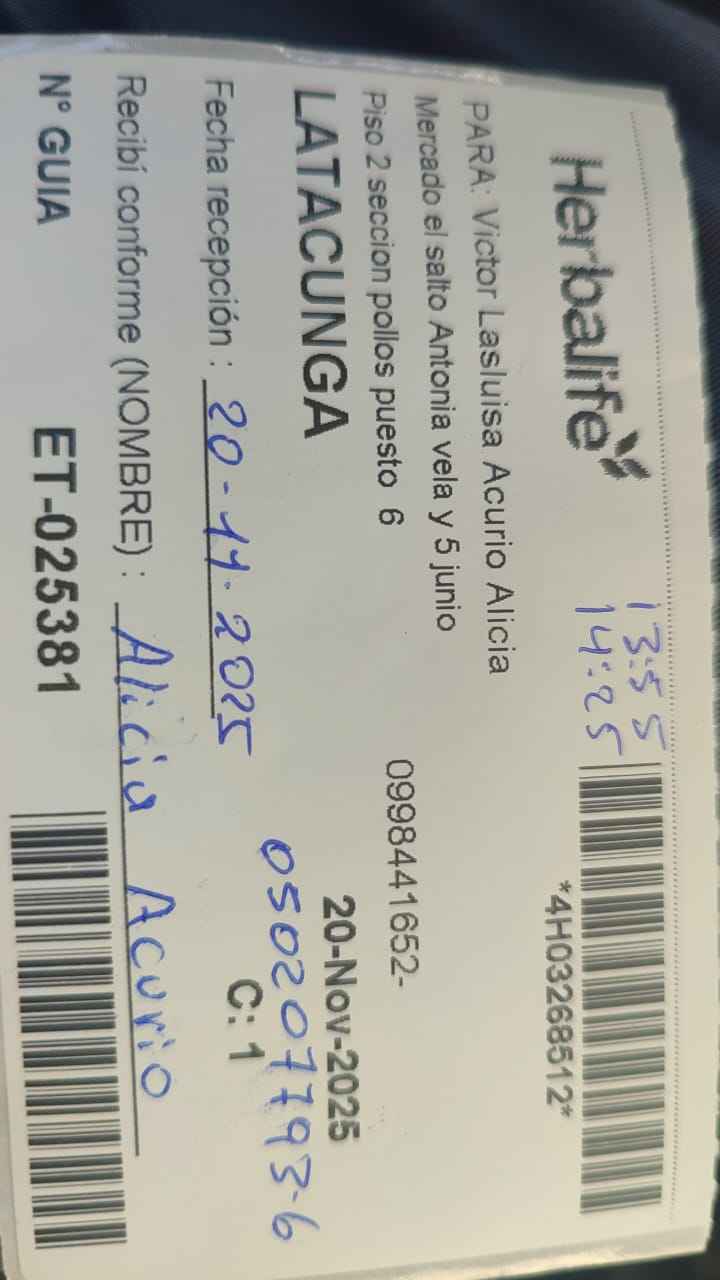 Herbalife
13:55
14:25
*4H03268512*
PARA: Victor Lasluisa Acurio Alicia
Mercado el salto Antonia vela y 5 junio
Piso 2 seccion pollos puesto 6
0998441652-
LATACUNGA
20-Nov-2025
Fecha recepción : 20-11-2025
0502077793-6
C: 1
Recibí conforme (NOMBRE) : Alicia Acurio
N° GUIA ET-025381